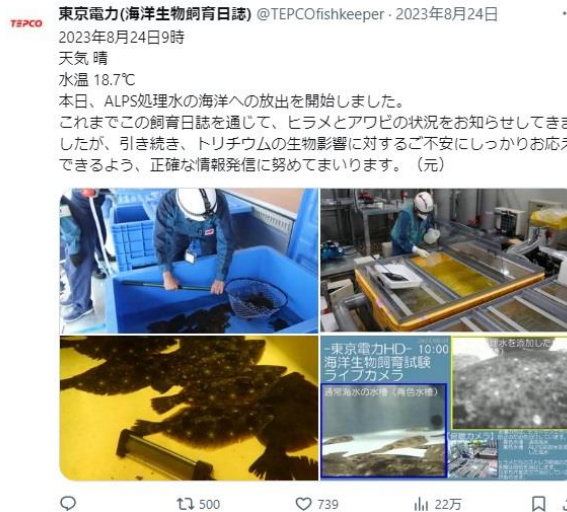 TEPCO
東京電力(海洋生物飼育日誌) @TEPCOfishkeeper · 2023年8月24日
2023年8月24日9時
天気 晴
水温 18.7℃
本日、ALPS処理水の海洋への放出を開始しました。
これまでこの飼育日誌を通じて、ヒラメとアワビの状況をお知らせしてきま
したが、引き続き、トリチウムの生物影響に対するご不安にしっかりお応え
できるよう、正確な情報発信に努めてまいります。（元）
-東京電力HD- 10:00
海洋生物飼育試験
ライブカメラ
通常海水の水槽（青色水槽）
水を添加した
500
739
22万